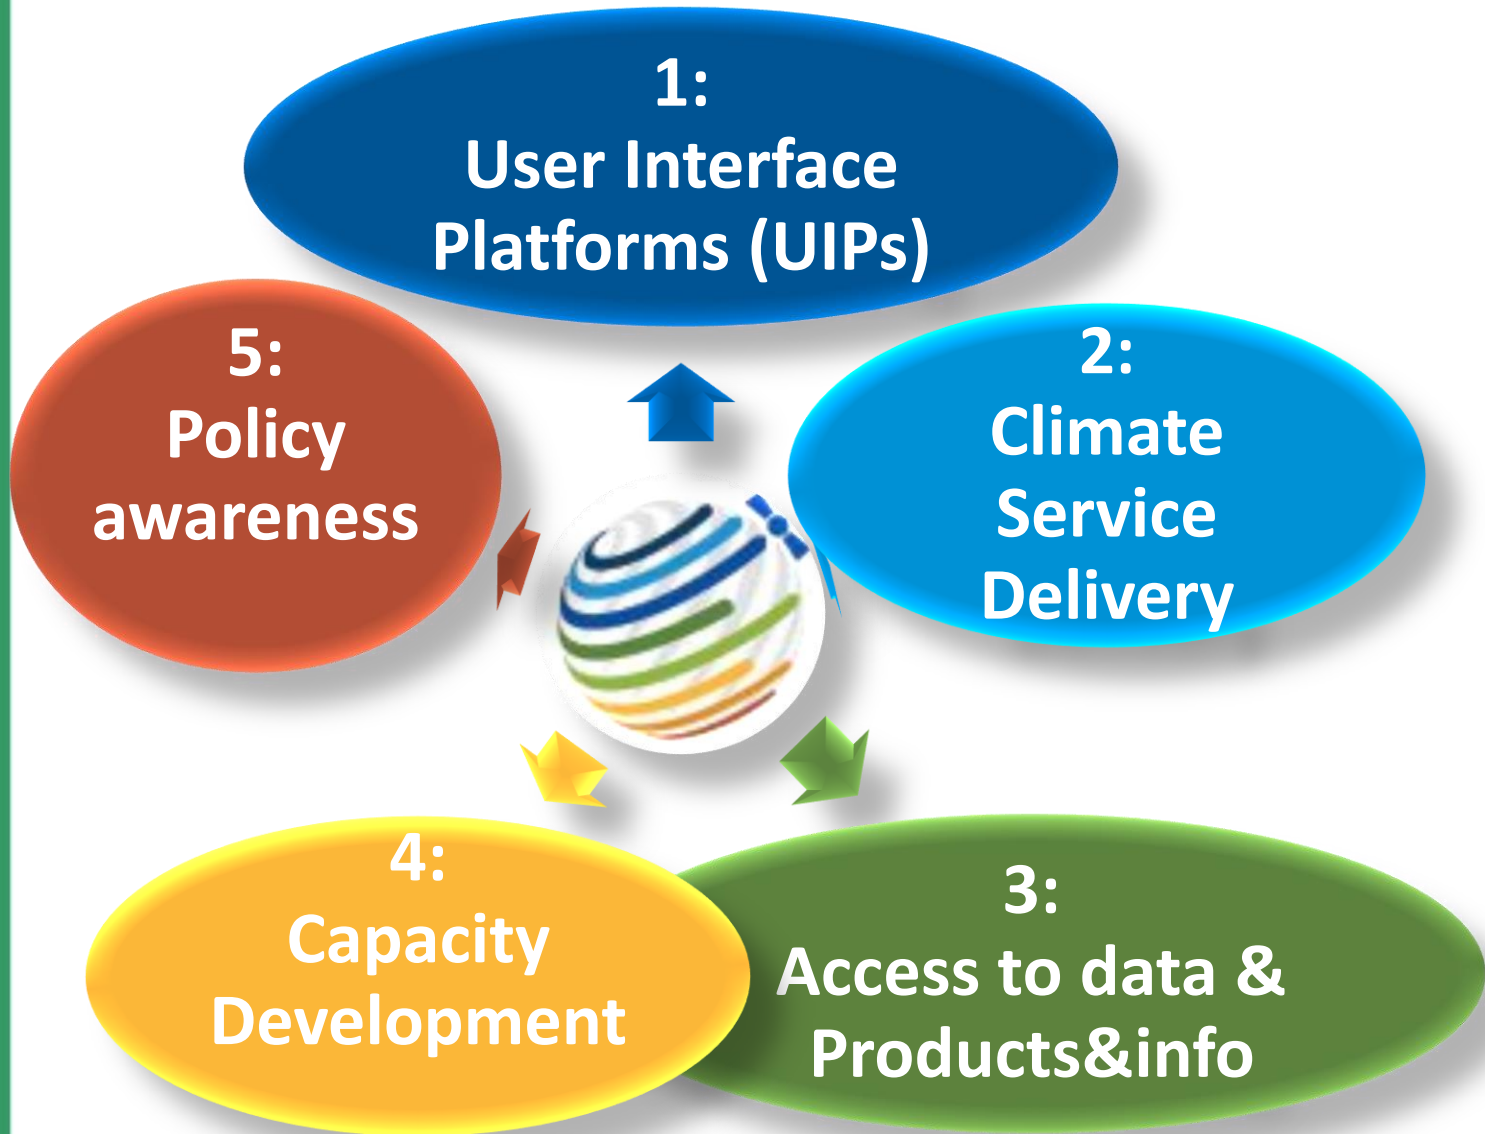 1:
User Interface
Platforms (UIPs)
2:
Climate
Service
Delivery
3:
Access to data &
Products&info
4:
Capacity
Development
5:
Policy
awareness